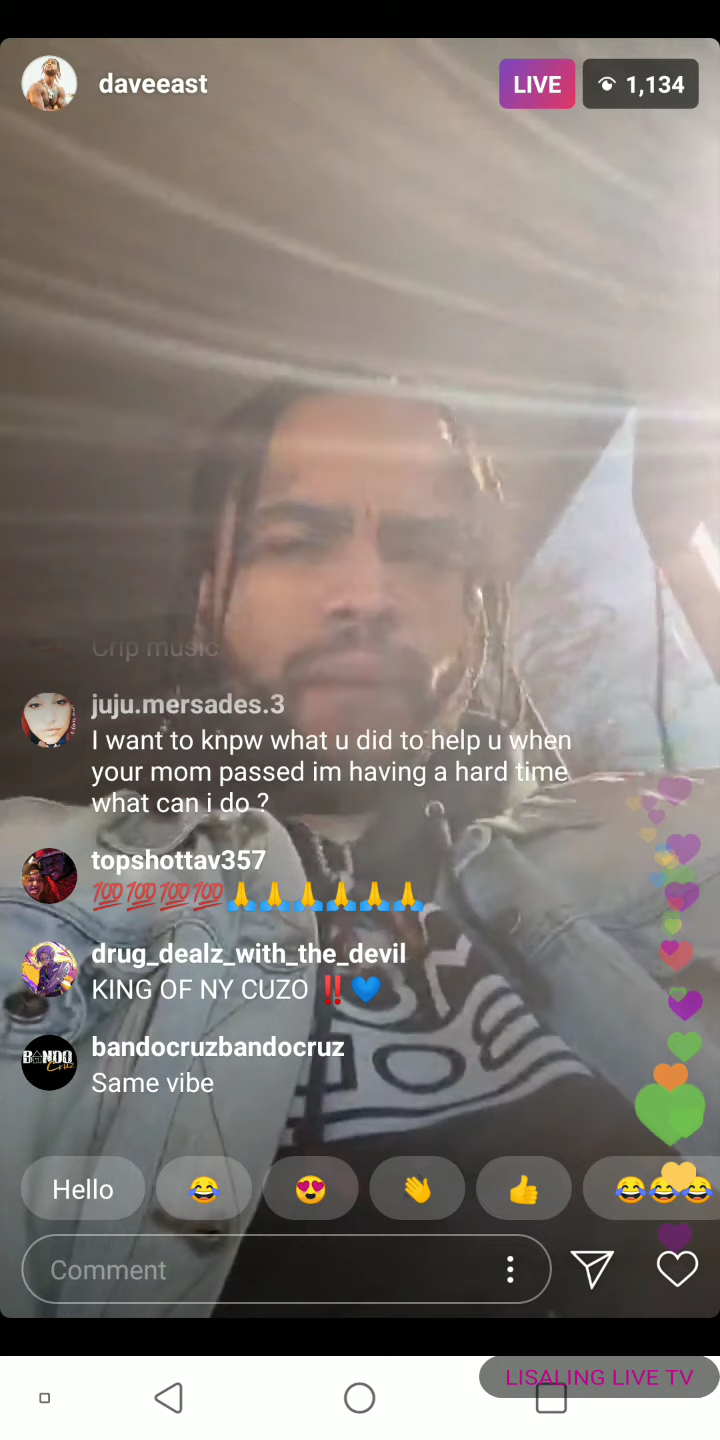 daveeast
LIVE
1,134
Crip music
juju.mersades.3
I want to knpw what u did to help u when
your mom passed im having a hard time
what can i do ?
topshottav357
💯💯💯💯🙏🙏🙏🙏🙏🙏
drug_dealz_with_the_devil
KING OF NY CUZO ‼️💙
BANDO
Cruz
bandocruzbandocruz
Same vibe
Hello 😂 😍 👋 👍 😂😂😂
Comment
LISALING LIVE TV